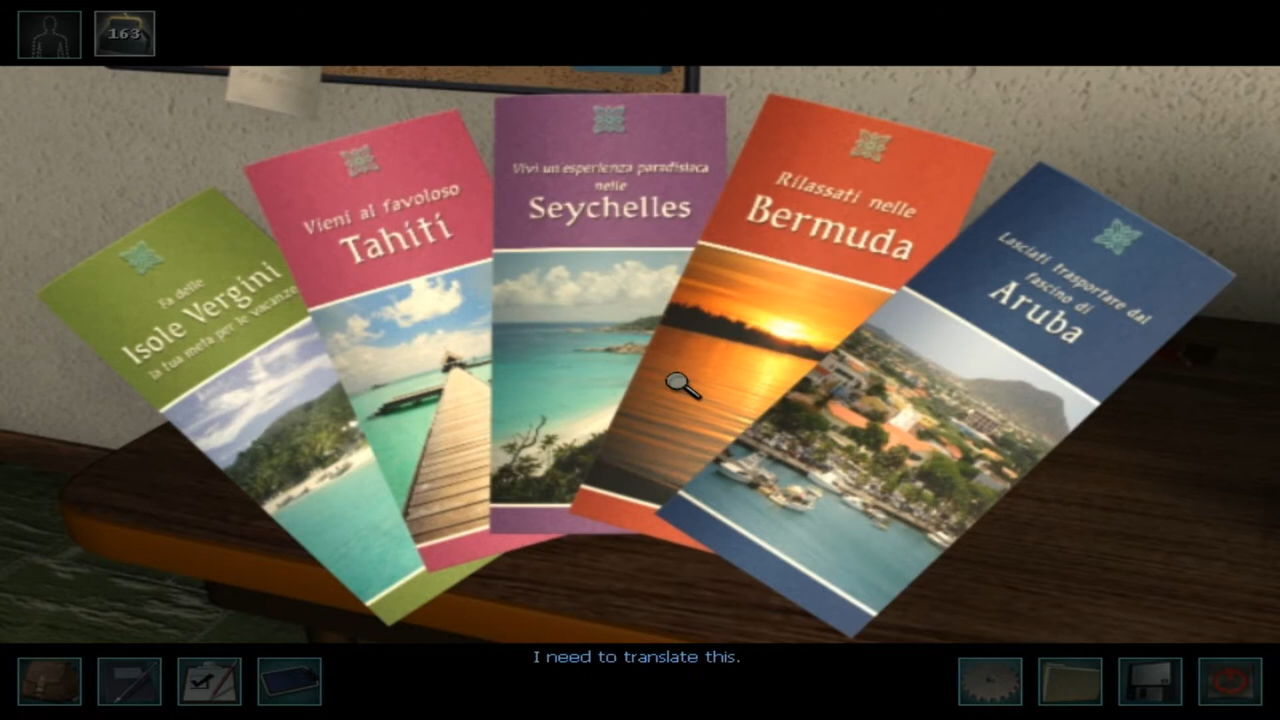 163
Fa delle
Isole Vergini
la tua meta per le vacanze
Vieni al favoloso
Tahiti
Vivi un'esperienza paradisiaca
nelle
Seychelles
Rilassati nelle
Bermuda
Lasciati trasportare dal
fascino di
Aruba
I need to translate this.